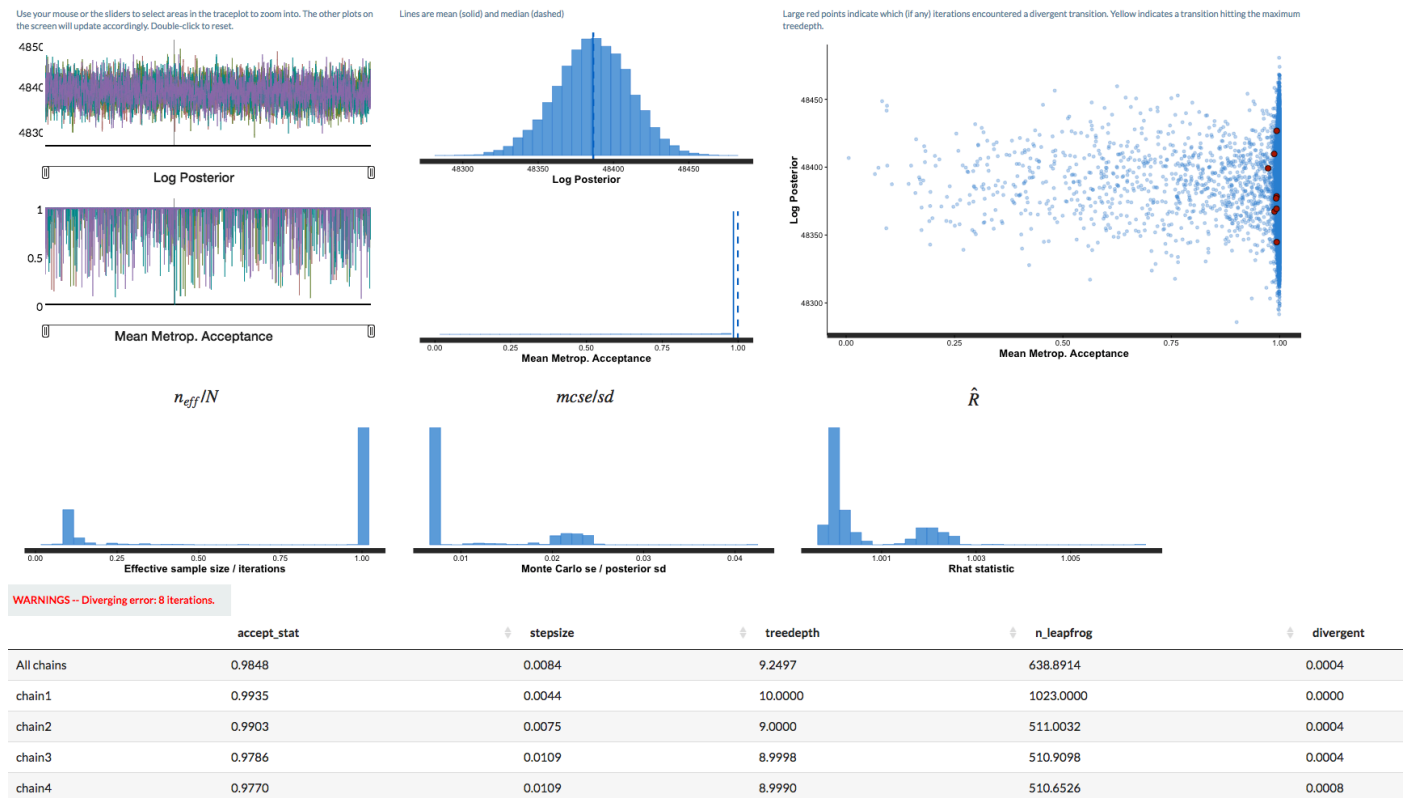 Use your mouse or the sliders to select areas in the traceplot to zoom into. The other plots on
the screen will update accordingly. Double-click to reset.
Lines are mean (solid) and median (dashed)
Large red points indicate which (if any) iterations encountered a divergent transition. Yellow indicates a transition hitting the maximum
treedepth.
4850
4840
4830
Log Posterior
48300
48350
48400
48450
Log Posterior
1
0.5
0
Mean Metrop. Acceptance
0.00
0.25
0.50
0.75
1.00
Mean Metrop. Acceptance
Log Posterior
48450
48400
48350
48300
0.00
0.25
0.50
0.75
1.00
Mean Metrop. Acceptance
n_eff/N
mcse/sd
R̂
0.00
0.25
0.50
0.75
1.00
Effective sample size / iterations
0.01
0.02
0.03
0.04
Monte Carlo se / posterior sd
1.001
1.003
1.005
Rhat statistic
WARNINGS -- Diverging error: 8 iterations.
accept_stat stepsize treedepth n_leapfrog divergent
All chains 0.9848 0.0084 9.2497 638.8914 0.0004
chain1 0.9935 0.0044 10.0000 1023.0000 0.0000
chain2 0.9903 0.0075 9.0000 511.0032 0.0004
chain3 0.9786 0.0109 8.9998 510.9098 0.0004
chain4 0.9770 0.0109 8.9990 510.6526 0.0008